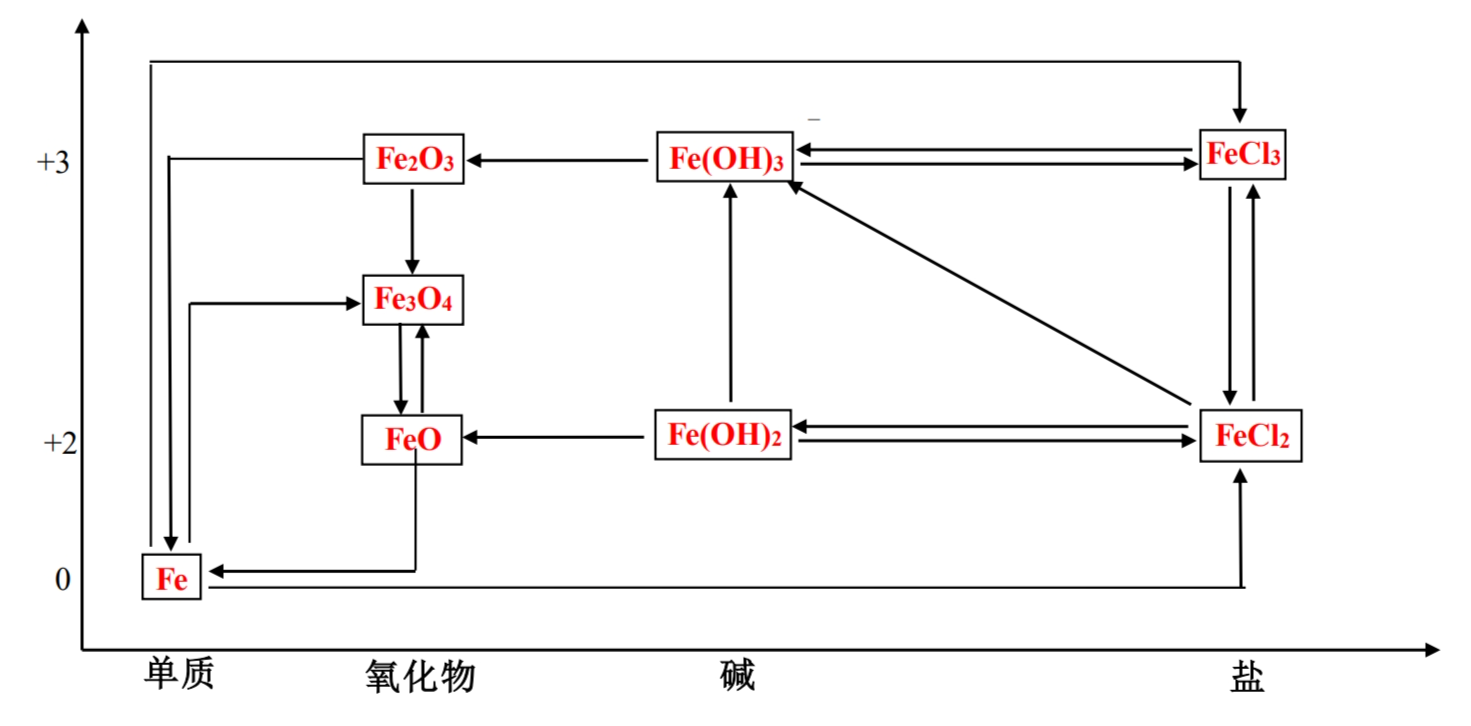 +3
Fe₂O₃
Fe(OH)₃
FeCl₃
Fe₃O₄
+2
FeO
Fe(OH)₂
FeCl₂
0
Fe
单质
氧化物
碱
盐